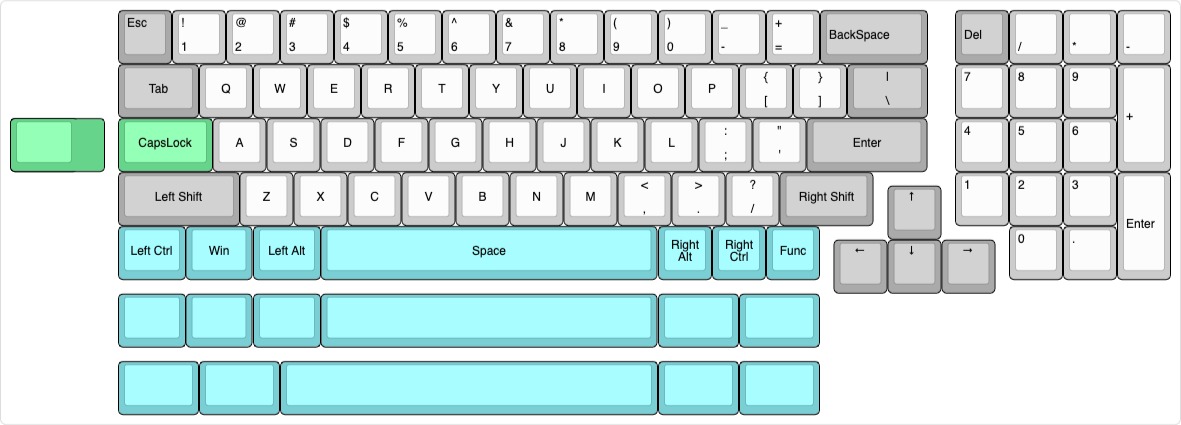 Esc ! @ # $ % ^ & * ( ) _ + BackSpace Del
1 2 3 4 5 6 7 8 9 0 - = / * -
Tab Q W E R T Y U I O P { } | 7 8 9
[ ] \ +
CapsLock A S D F G H J K L : " Enter 4 5 6
; '
Left Shift Z X C V B N M < > ? Right Shift ↑ 1 2 3
, . / Enter
Left Ctrl Win Left Alt Space Right Alt Right Ctrl Func ← ↓ → 0 .